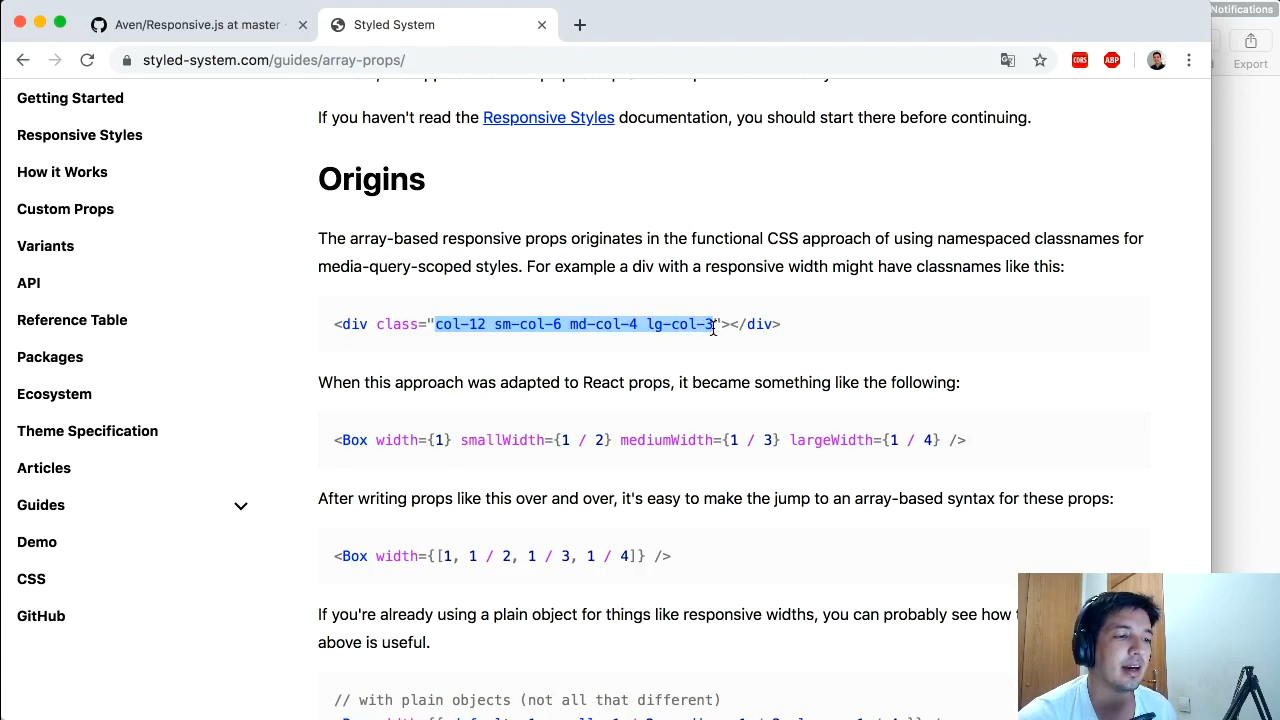 Notifications
Aven/Responsive.js at master
Styled System
styled-system.com/guides/array-props/
CORS
ABP
Export
Getting Started
Responsive Styles
How it Works
Custom Props
Variants
API
Reference Table
Packages
Ecosystem
Theme Specification
Articles
Guides
Demo
CSS
GitHub
If you haven't read the Responsive Styles documentation, you should start there before continuing.
Origins
The array-based responsive props originates in the functional CSS approach of using namespaced classnames for
media-query-scoped styles. For example a div with a responsive width might have classnames like this:
<div class="col-12 sm-col-6 md-col-4 lg-col-3"></div>
When this approach was adapted to React props, it became something like the following:
<Box width={1} smallWidth={1 / 2} mediumWidth={1 / 3} largeWidth={1 / 4} />
After writing props like this over and over, it's easy to make the jump to an array-based syntax for these props:
<Box width={[1, 1 / 2, 1 / 3, 1 / 4]} />
If you're already using a plain object for things like responsive widths, you can probably see how
above is useful.
// with plain objects (not all that different)